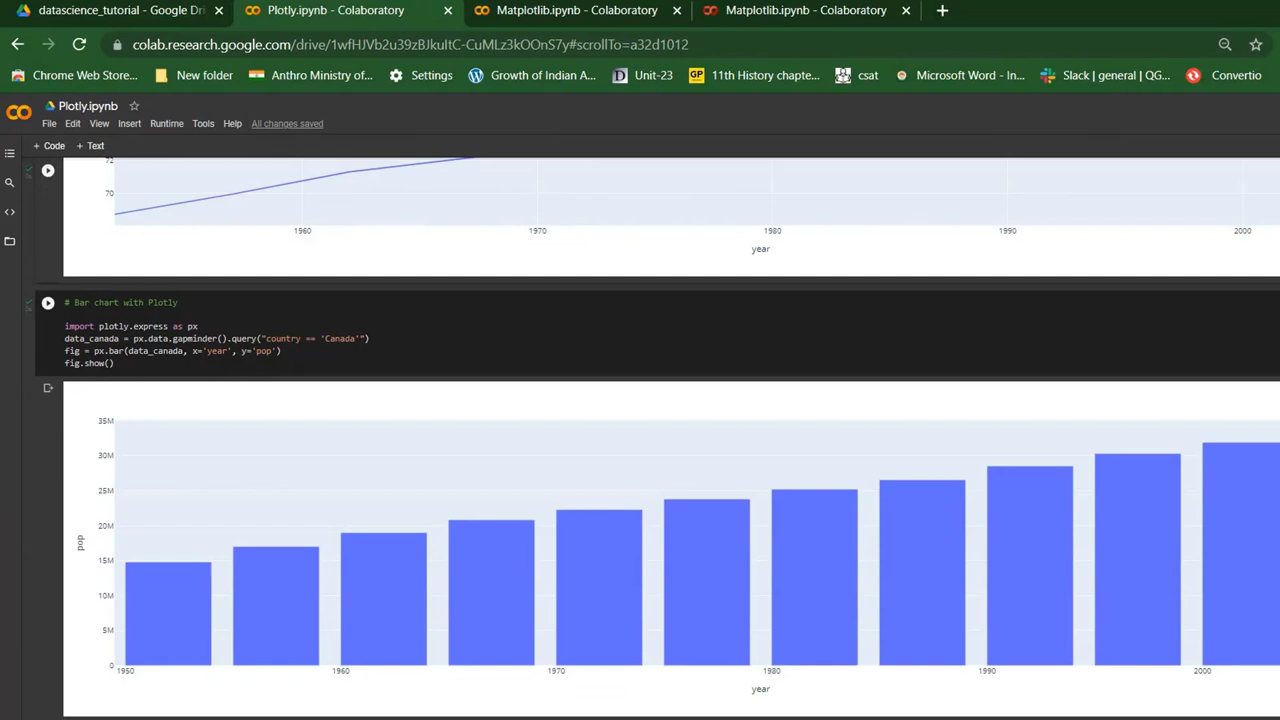 datascience_tutorial - Google Dri
Plotly.ipynb - Colaboratory
Matplotlib.ipynb - Colaboratory
Matplotlib.ipynb - Colaboratory
colab.research.google.com/drive/1wfHJVb2u39zBJkuItC-CuMLz3kOOnS7y#scrollTo=a32d1012
Chrome Web Store...
New folder
Anthro Ministry of...
Settings
Growth of Indian A...
Unit-23
GP 11th History chapte...
csat
Microsoft Word - In...
Slack | general | QG...
Convertio
Plotly.ipynb
File Edit View Insert Runtime Tools Help All changes saved
+ Code + Text
72
70
1960 1970 1980 1990 2000
year
# Bar chart with Plotly
import plotly.express as px
data_canada = px.data.gapminder().query("country == 'Canada'")
fig = px.bar(data_canada, x='year', y='pop')
fig.show()
35M
30M
25M
20M
15M
10M
5M
0
pop
1950 1960 1970 1980 1990 2000
year